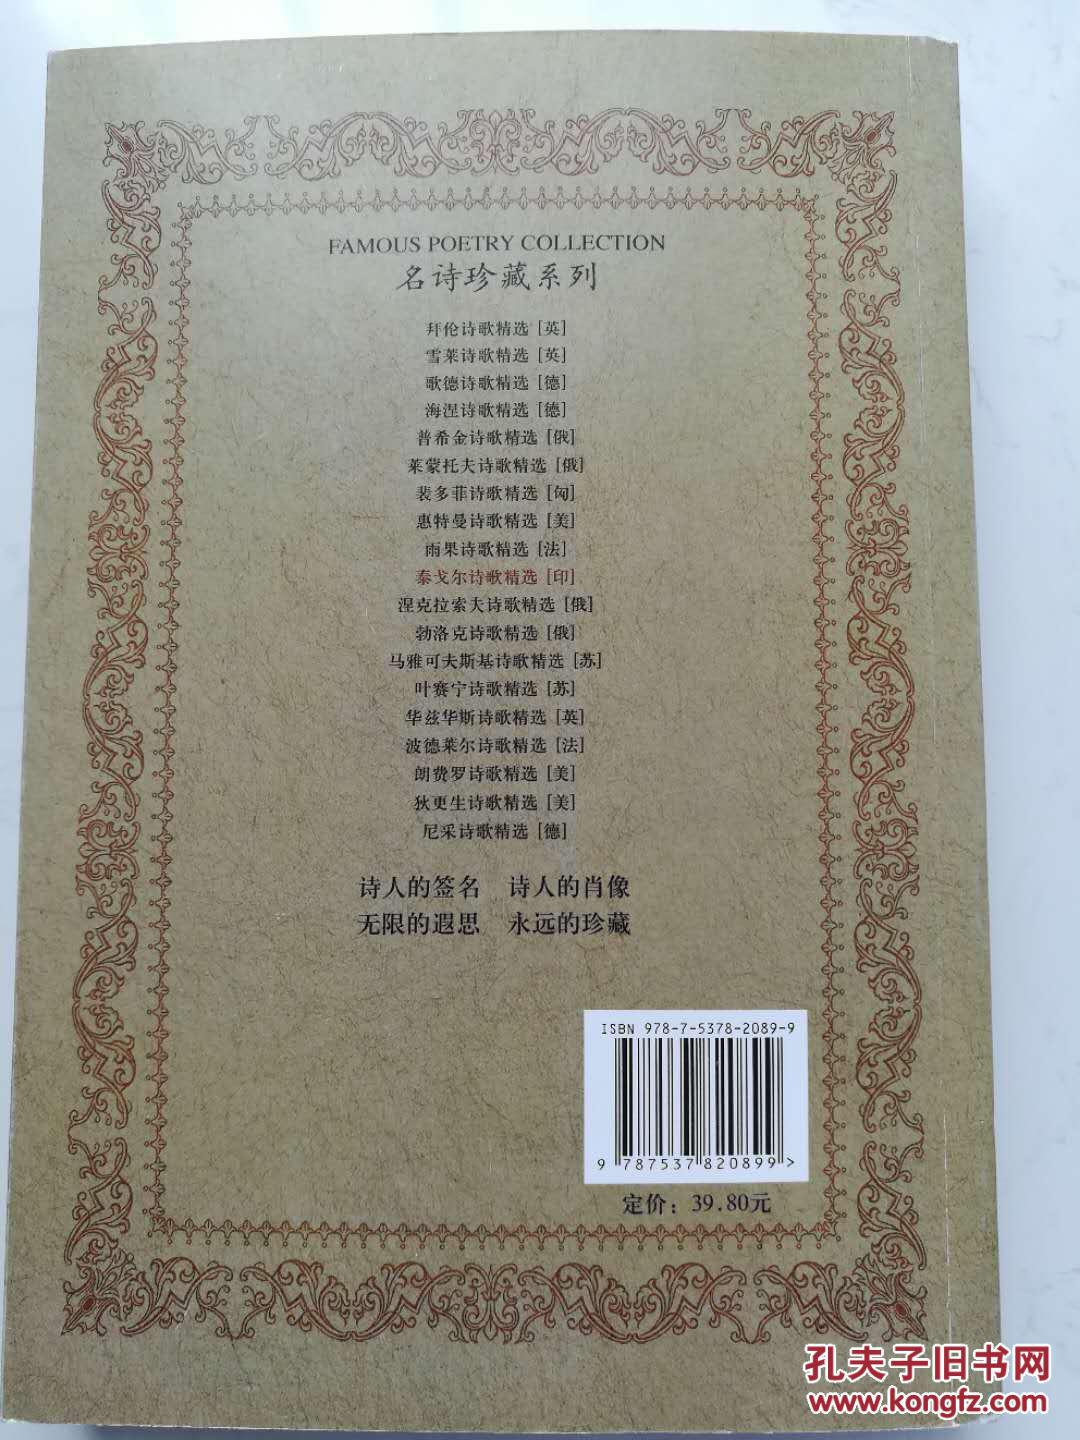 FAMOUS POETRY COLLECTION
名诗珍藏系列
拜伦诗歌精选 [英]
雪莱诗歌精选 [英]
歌德诗歌精选 [德]
海涅诗歌精选 [德]
普希金诗歌精选 [俄]
莱蒙托夫诗歌精选 [俄]
裴多菲诗歌精选 [匈]
惠特曼诗歌精选 [美]
雨果诗歌精选 [法]
泰戈尔诗歌精选 [印]
涅克拉索夫诗歌精选 [俄]
勃洛克诗歌精选 [俄]
马雅可夫斯基诗歌精选 [苏]
叶赛宁诗歌精选 [苏]
华兹华斯诗歌精选 [英]
波德莱尔诗歌精选 [法]
朗费罗诗歌精选 [美]
狄更生诗歌精选 [美]
尼采诗歌精选 [德]
诗人的签名 诗人的肖像
无限的遐思 永远的珍藏
ISBN 978-7-5378-2089-9
9 787537 820899 >
定价：39.80元
孔夫子旧书网
www.kongfz.com